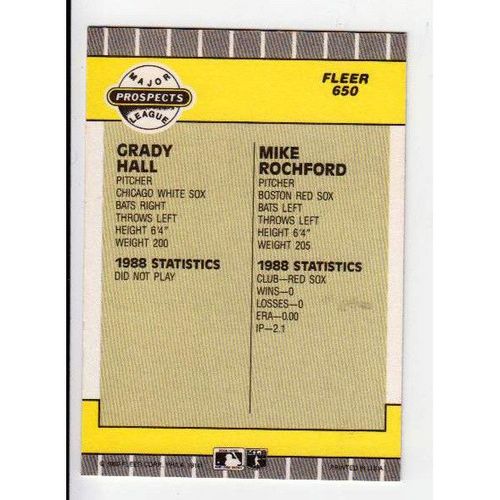 MAJOR
PROSPECTS
LEAGUE
FLEER
650
GRADY
HALL
PITCHER
CHICAGO WHITE SOX
BATS RIGHT
THROWS LEFT
HEIGHT 6'4"
WEIGHT 200
1988 STATISTICS
DID NOT PLAY
MIKE
ROCHFORD
PITCHER
BOSTON RED SOX
BATS LEFT
THROWS LEFT
HEIGHT 6'4"
WEIGHT 205
1988 STATISTICS
CLUB—RED SOX
WINS—0
LOSSES—0
ERA—0.00
IP—2.1
FLEER CORP. PHILA.
PRINTED IN U.S.A.